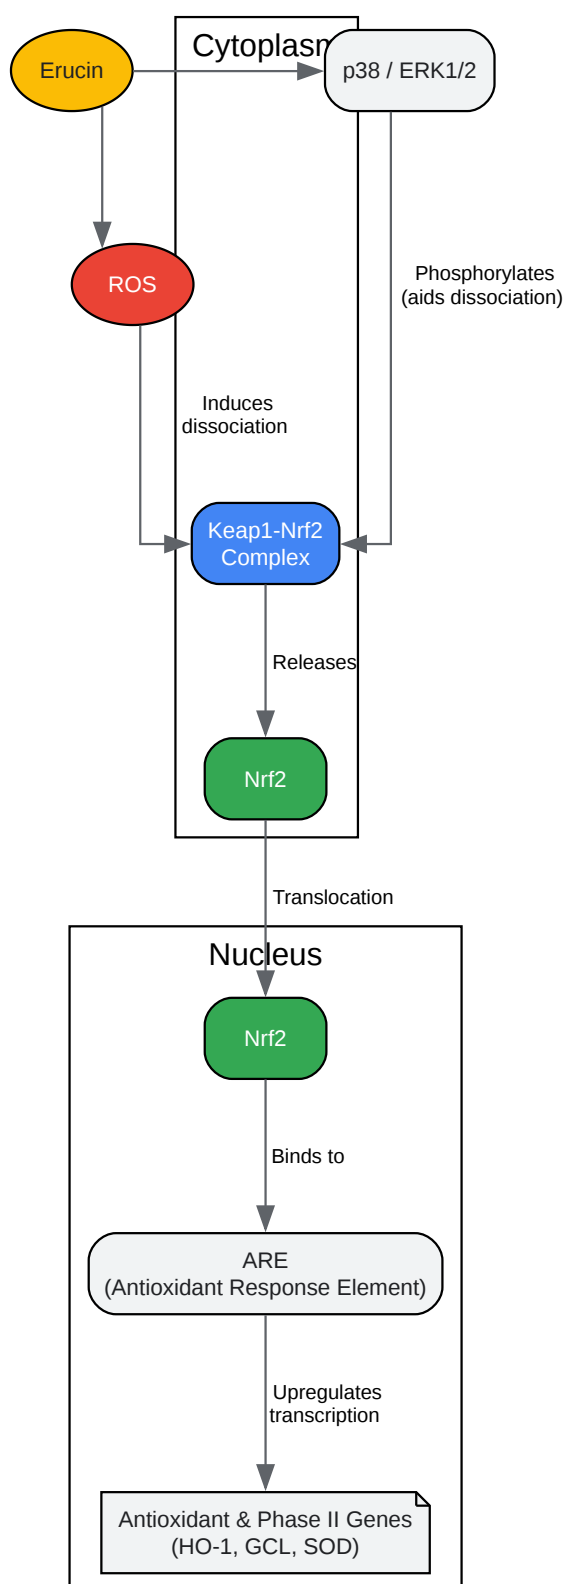 Cytoplasm
Erucin
p38 / ERK1/2
ROS
Phosphorylates
(aids dissociation)
Induces
dissociation
Keap1-Nrf2
Complex
Releases
Nrf2
Translocation
Nucleus
Nrf2
Binds to
ARE
(Antioxidant Response Element)
Upregulates
transcription
Antioxidant & Phase II Genes
(HO-1, GCL, SOD)